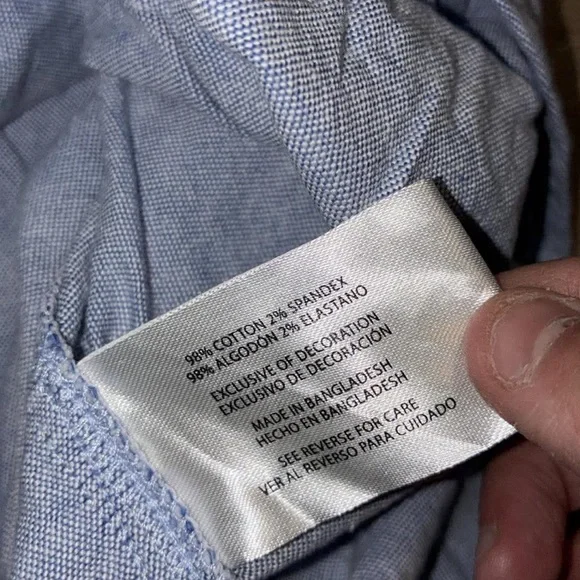 98% COTTON 2% SPANDEX
98% ALGODÓN 2% ELASTANO
EXCLUSIVE OF DECORATION
EXCLUSIVO DE DECORACIÓN
MADE IN BANGLADESH
HECHO EN BANGLADESH
SEE REVERSE FOR CARE
VER AL REVERSO PARA CUIDADO